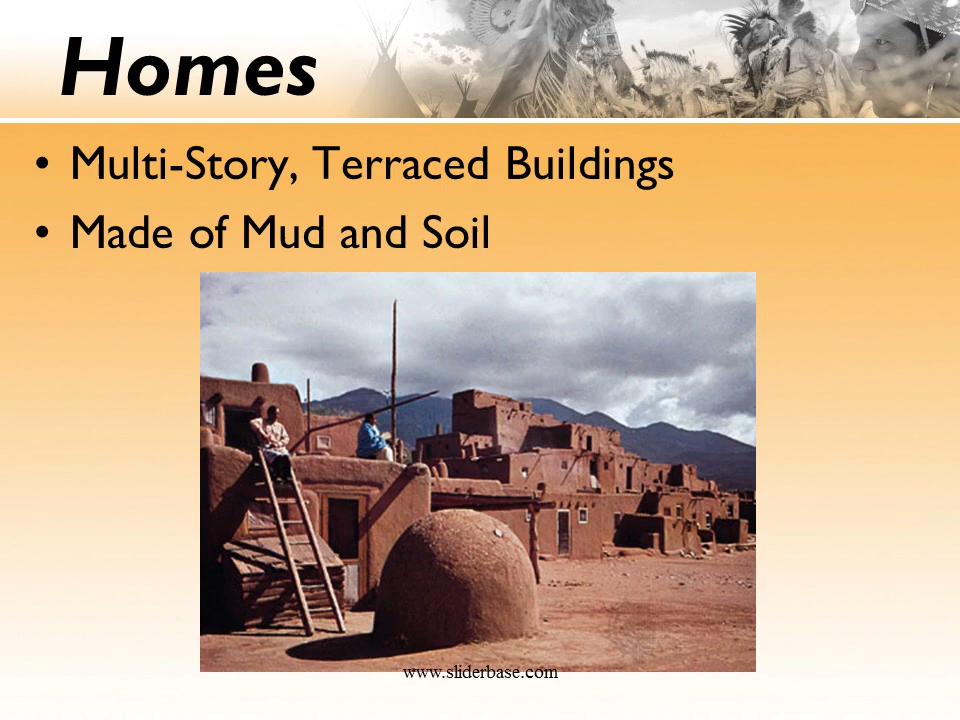 Homes
• Multi-Story, Terraced Buildings
• Made of Mud and Soil
www.sliderbase.com